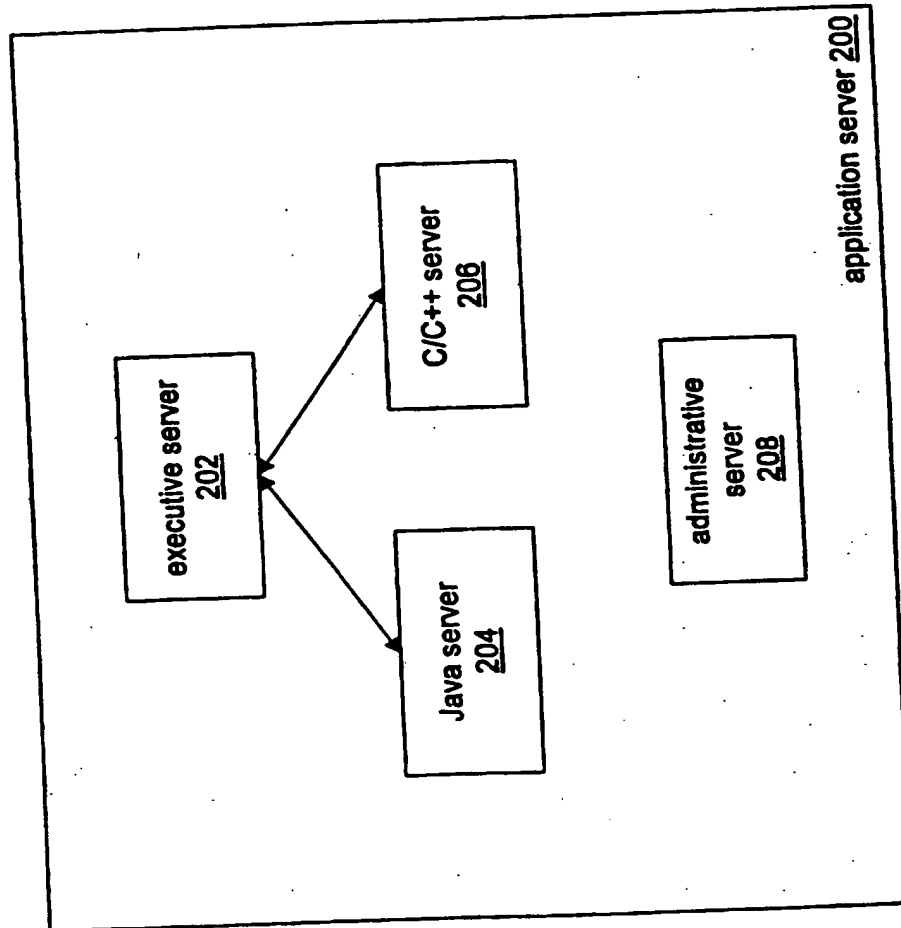 executive server
202
Java server
204
C/C++ server
206
administrative
server
208
application server 200